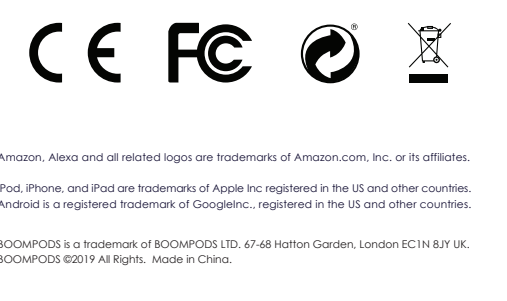 CE FC ®
Amazon, Alexa and all related logos are trademarks of Amazon.com, Inc. or its affiliates.
iPod, iPhone, and iPad are trademarks of Apple Inc registered in the US and other countries.
Android is a registered trademark of GoogleInc., registered in the US and other countries.
BOOMPODS is a trademark of BOOMPODS LTD. 67-68 Hatton Garden, London EC1N 8JY UK.
BOOMPODS ©2019 All Rights. Made in China.